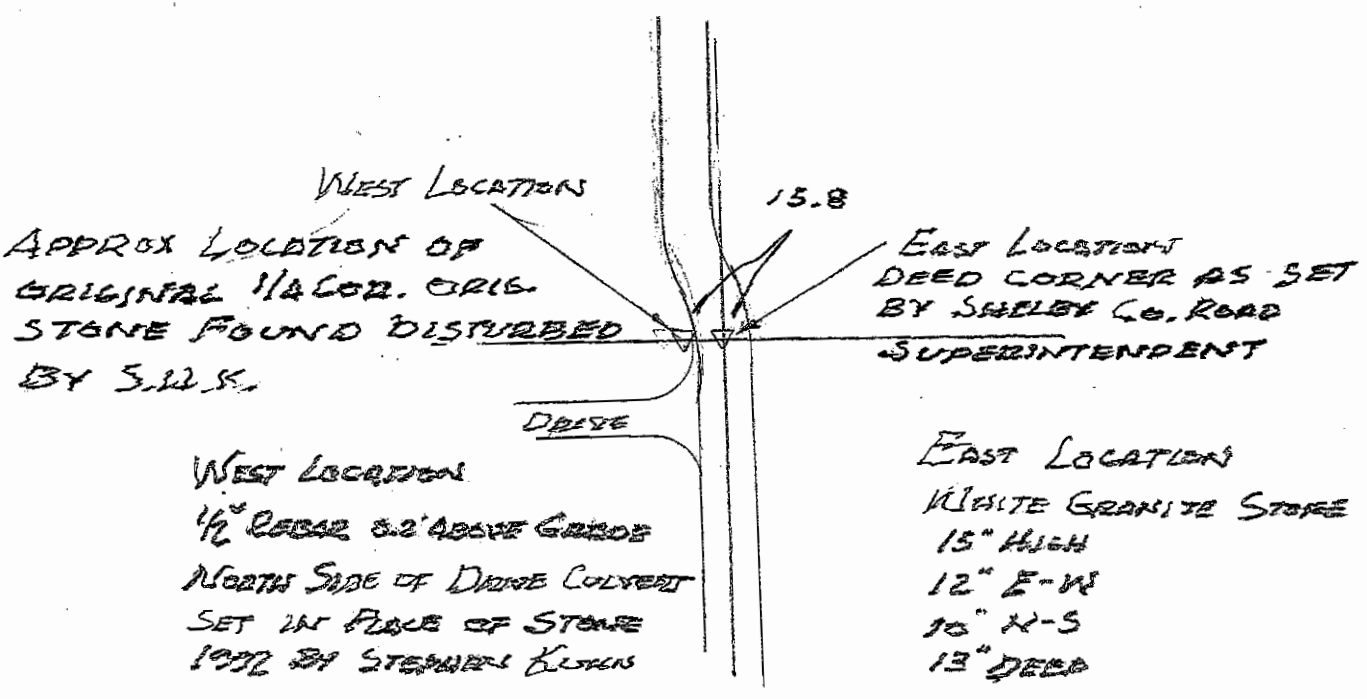 WEST LOCATION
15.8
APPROX LOCATION OF
ORIGINAL 1/4 COR. ORIG.
STONE FOUND DISTURBED
BY
EAST LOCATION
DEED CORNER AS SET
BY SHELBY CO. ROAD
SUPERINTENDENT
DRIVE
WEST LOCATION
1/2" REBAR 0.2' ABOVE GRADE
NORTH SIDE OF DRIVE CULVERT
SET IN PLACE OF STONE
BY STEPHEN
EAST LOCATION
WHITE GRANITE STONE
15" HIGH
12" E-W
10" N-S
13" DEEP